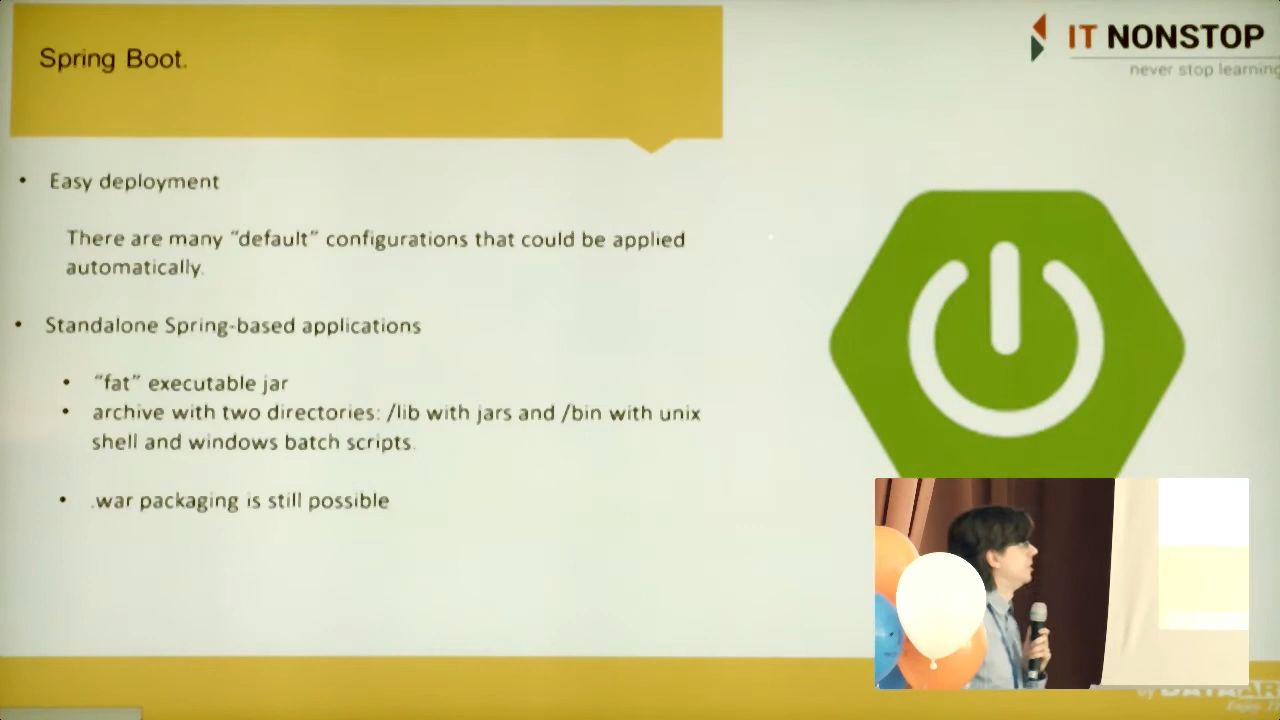 Spring Boot.
IT NONSTOP
never stop learning
• Easy deployment
There are many “default” configurations that could be applied
automatically.
• Standalone Spring-based applications
• “fat” executable jar
• archive with two directories: /lib with jars and /bin with unix
shell and windows batch scripts.
• .war packaging is still possible
by